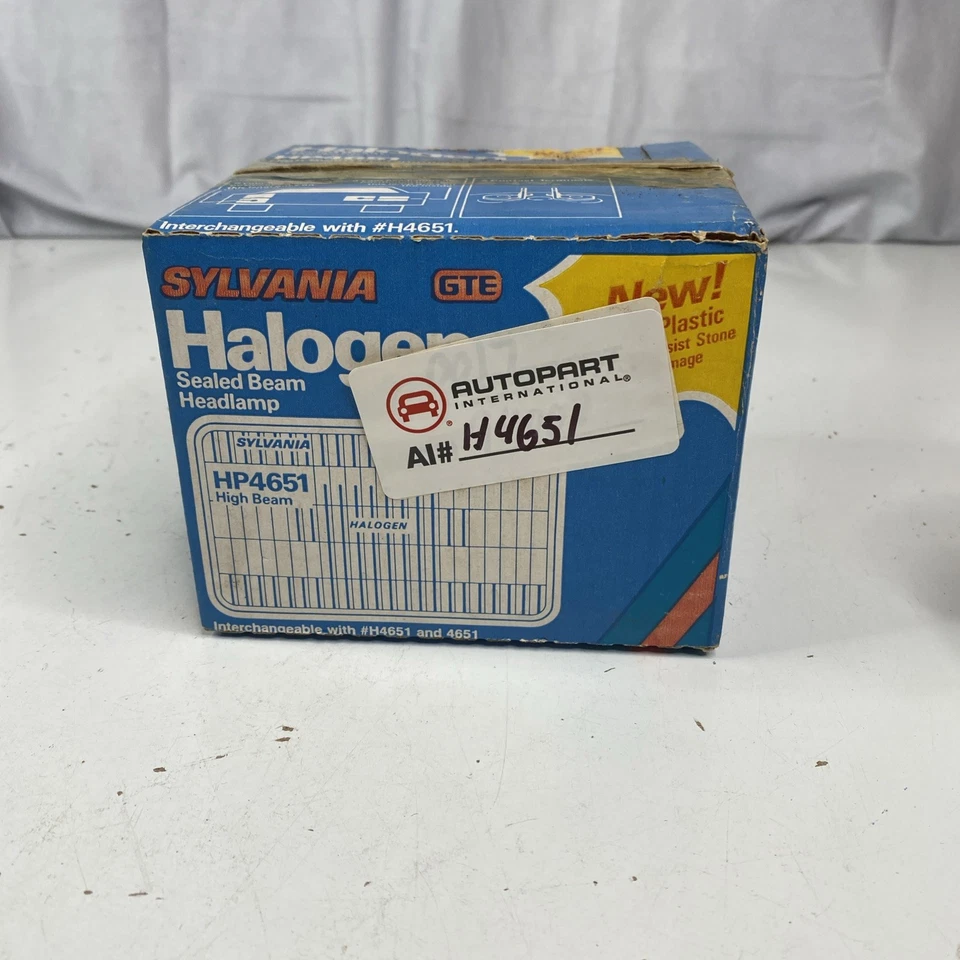 Interchangeable with #H4651.
SYLVANIA
GTE
New!
Plastic
Stone
Halogen
Sealed Beam
Headlamp
AUTOPART
INTERNATIONAL®
AI# H4651
SYLVANIA
HP4651
High Beam
HALOGEN
Interchangeable with #H4651 and 4651